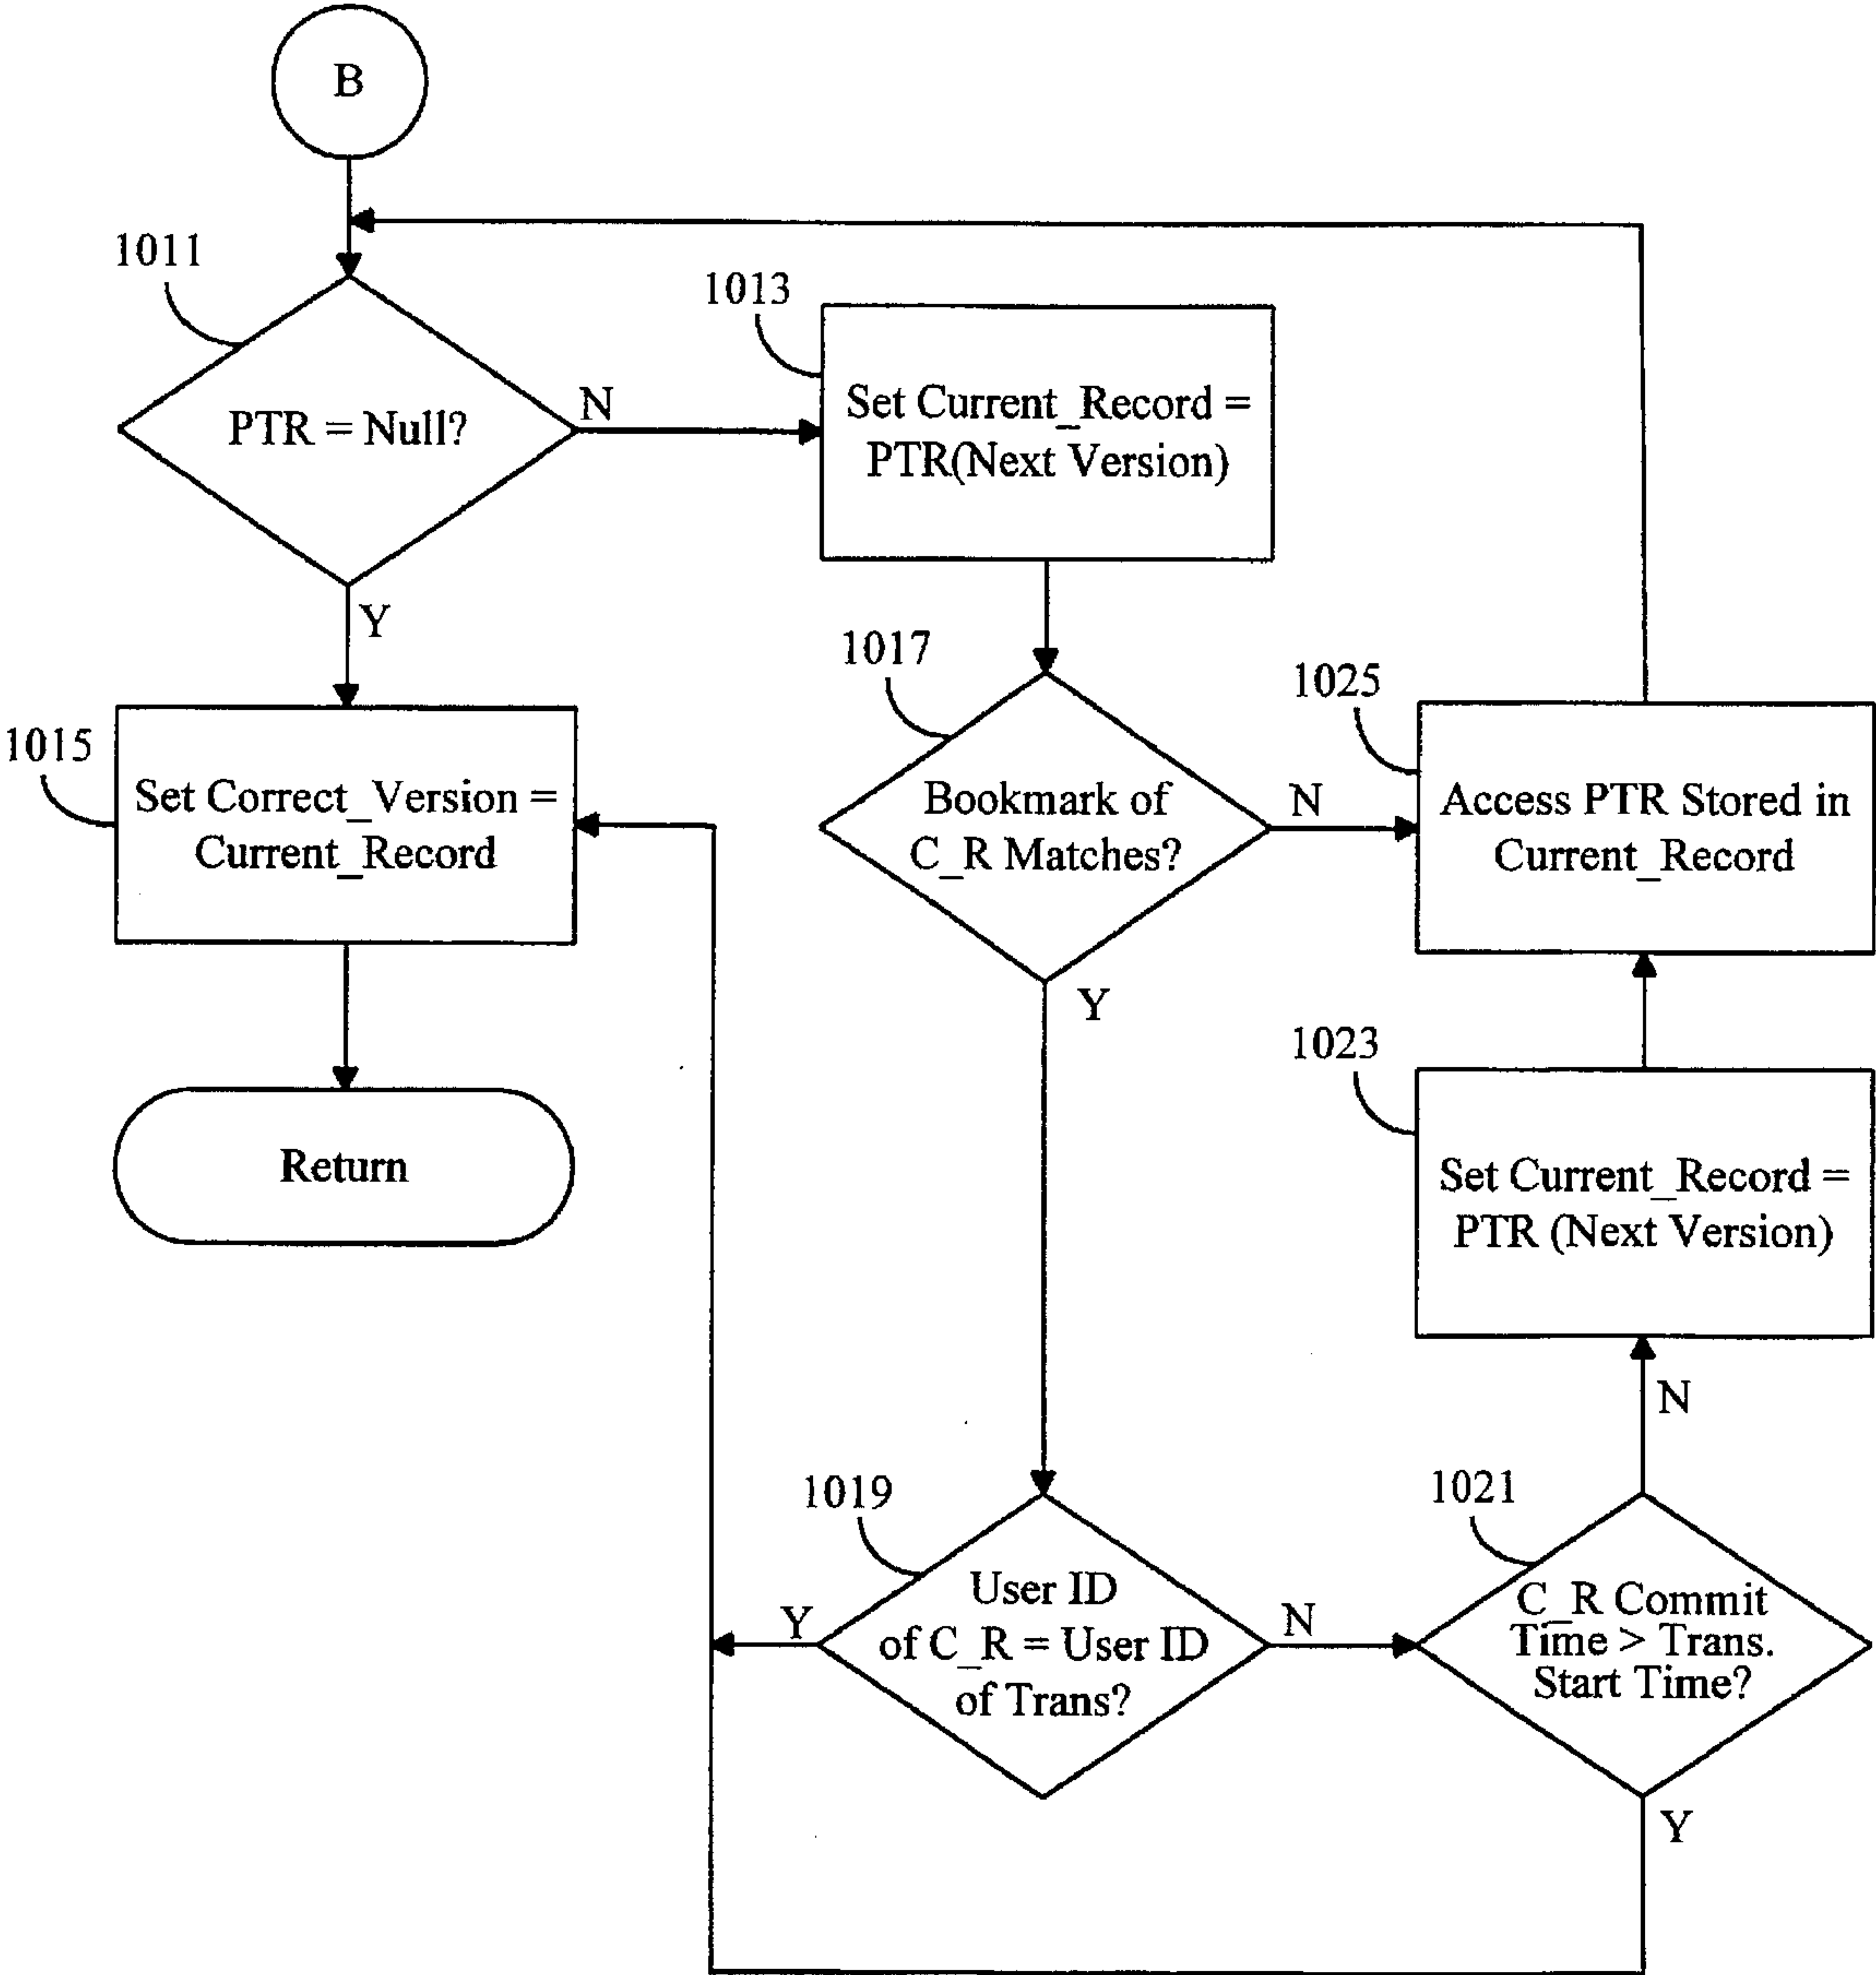 B
1011
PTR = Null?
N
Y
1013
Set Current_Record =
PTR(Next Version)
1015
Set Correct_Version =
Current_Record
Return
1017
Bookmark of
C_R Matches?
N
Y
1025
Access PTR Stored in
Current_Record
1023
Set Current_Record =
PTR (Next Version)
1019
User ID
of C_R = User ID
of Trans?
Y
N
1021
C_R Commit
Time > Trans.
Start Time?
N
Y